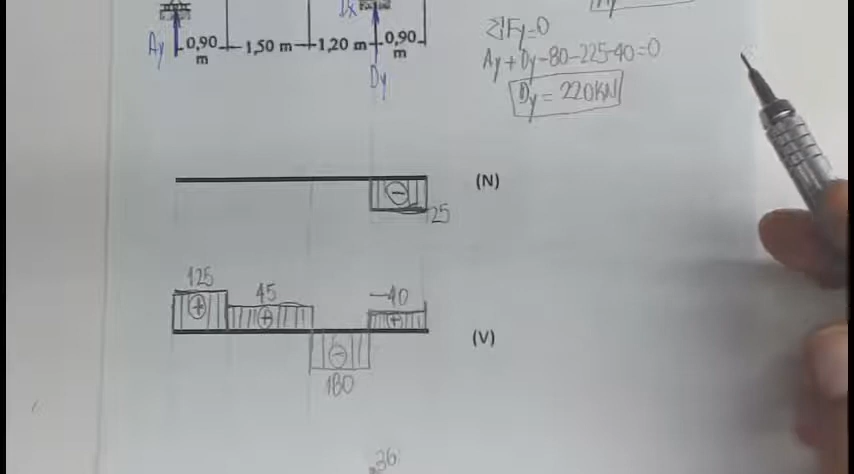 Dx
ΣFy=0
Ay+Dy-80-225-40=0
Dy = 220KN
Ay
0,90 m
1,50 m
1,20 m
0,90 m
Dy
(N)
25
125
45
40
(V)
180
36